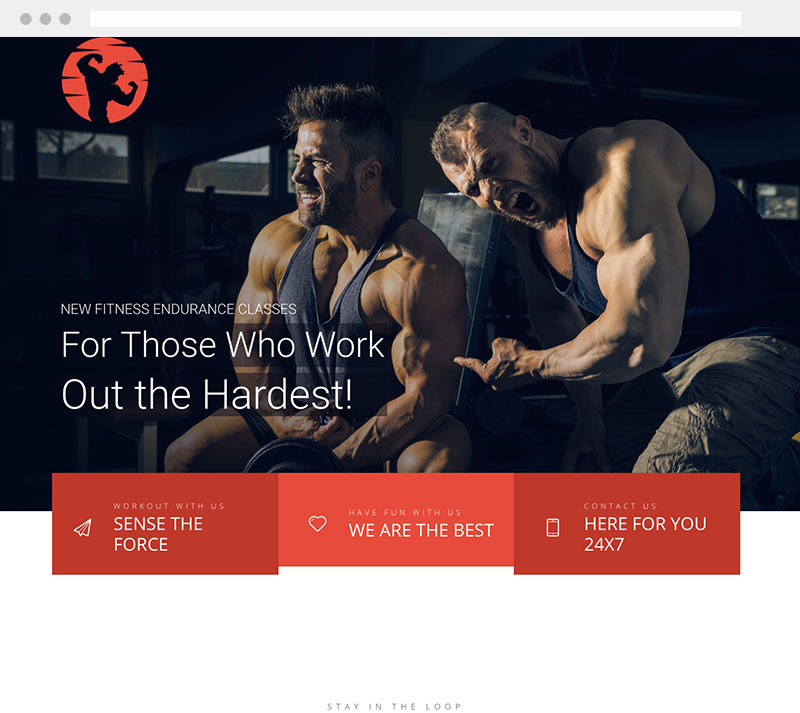 NEW FITNESS ENDURANCE CLASSES
For Those Who Work
Out the Hardest!
WORKOUT WITH US
SENSE THE
FORCE
HAVE FUN WITH US
WE ARE THE BEST
CONTACT US
HERE FOR YOU
24X7
STAY IN THE LOOP